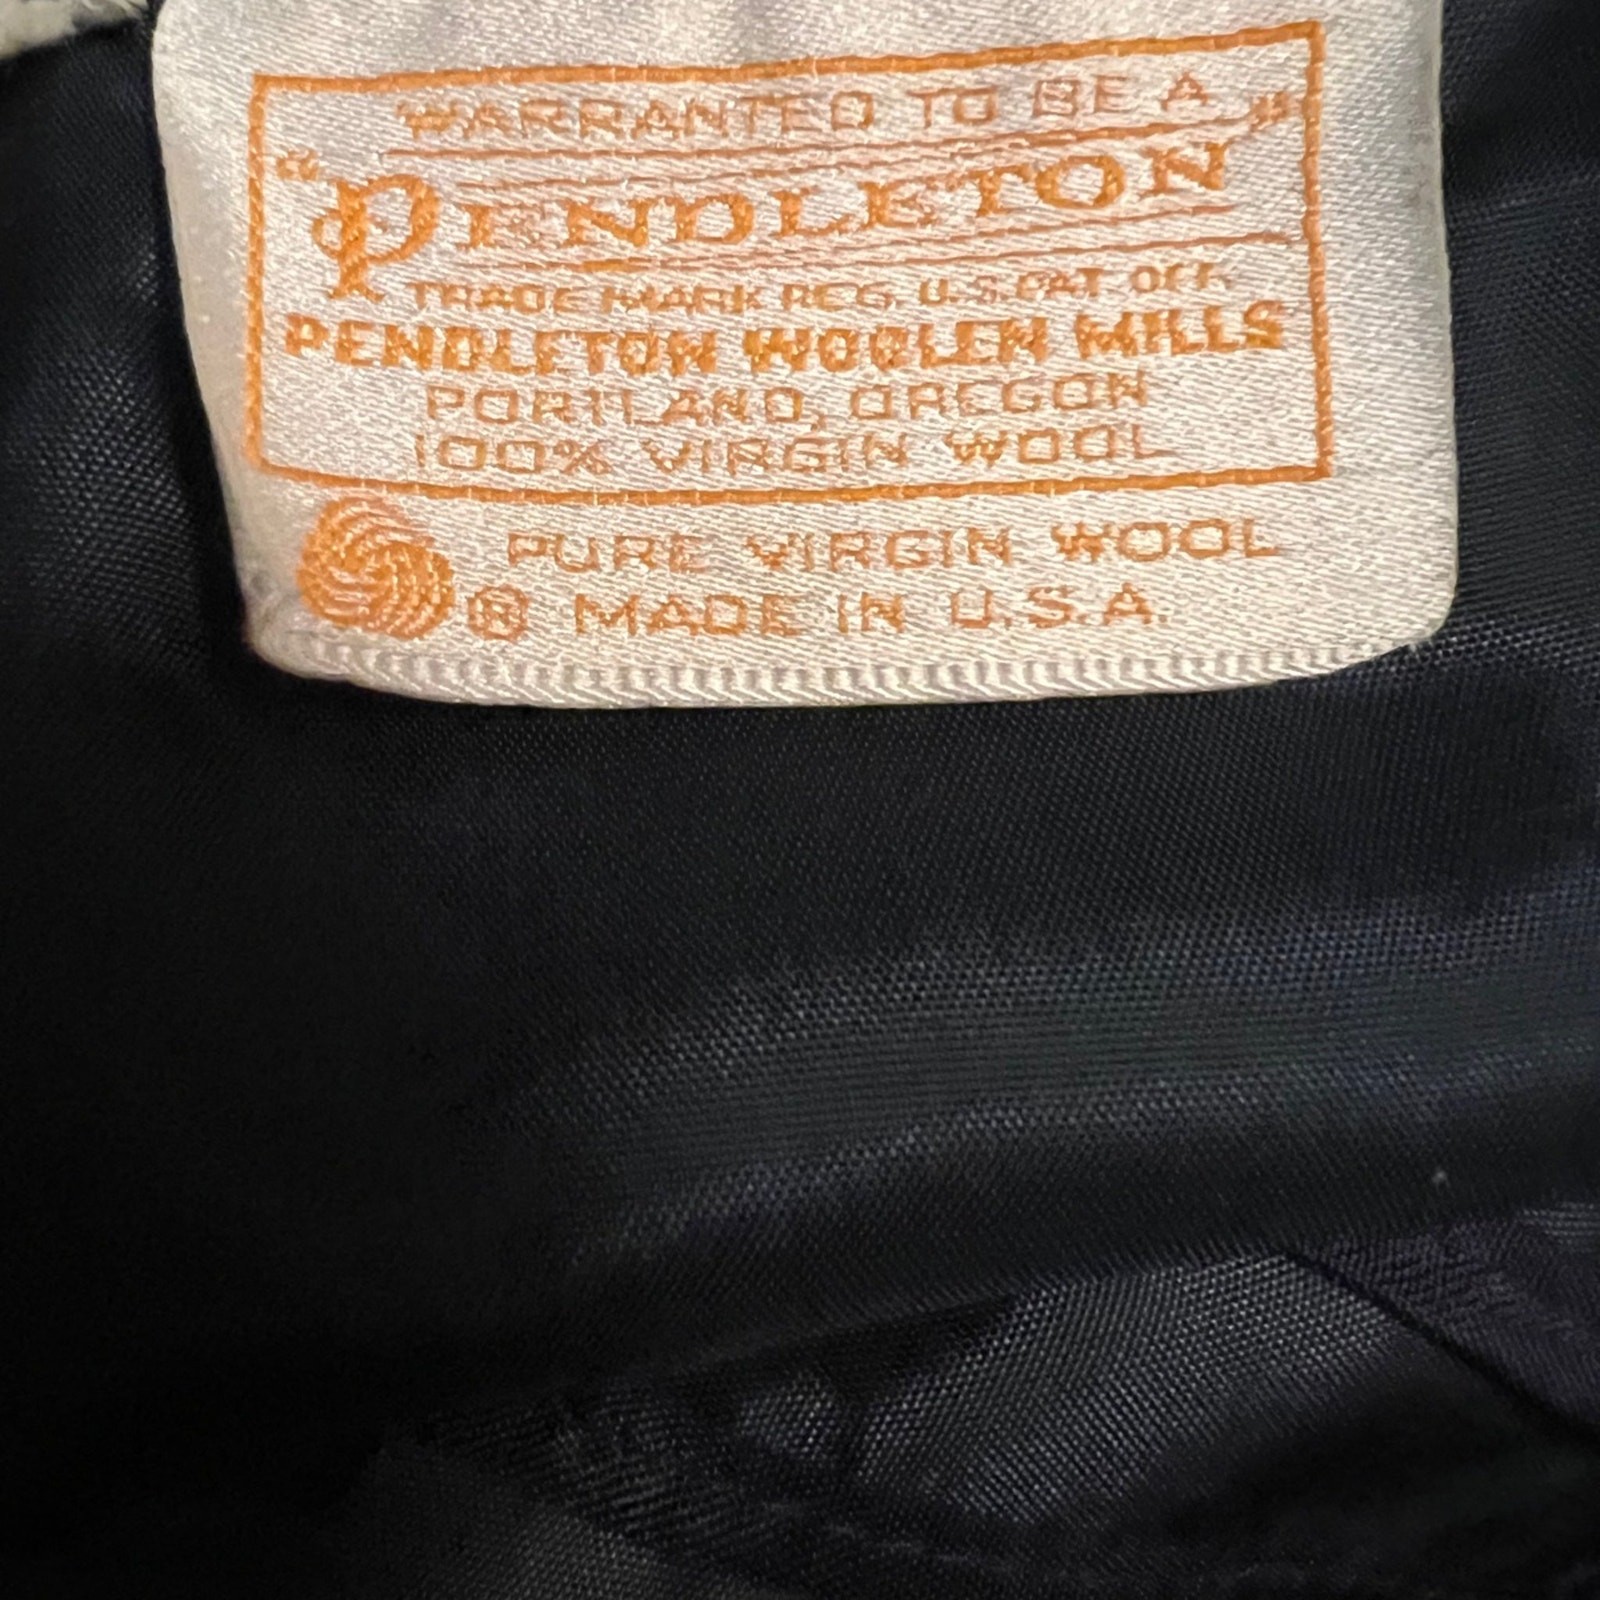 WARRANTED TO BE A
"PENDLETON"
TRADE MARK REG. U.S. PAT. OFF.
PENDLETON WOOLEN MILLS
PORTLAND, OREGON
100% VIRGIN WOOL
PURE VIRGIN WOOL
® MADE IN U.S.A.